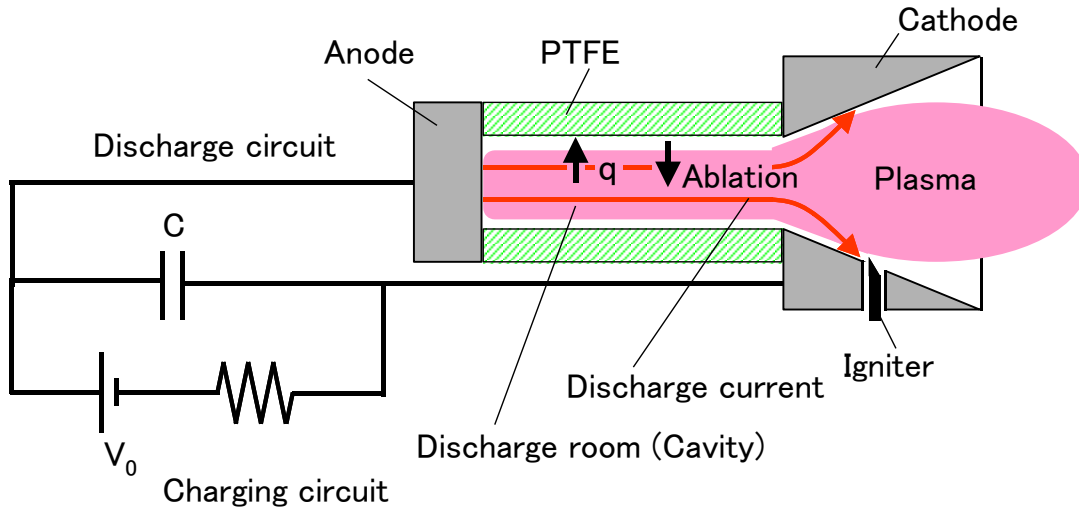 Cathode
Anode
PTFE
Discharge circuit
q
Ablation
Plasma
C
Igniter
Discharge current
Discharge room (Cavity)
V0
Charging circuit